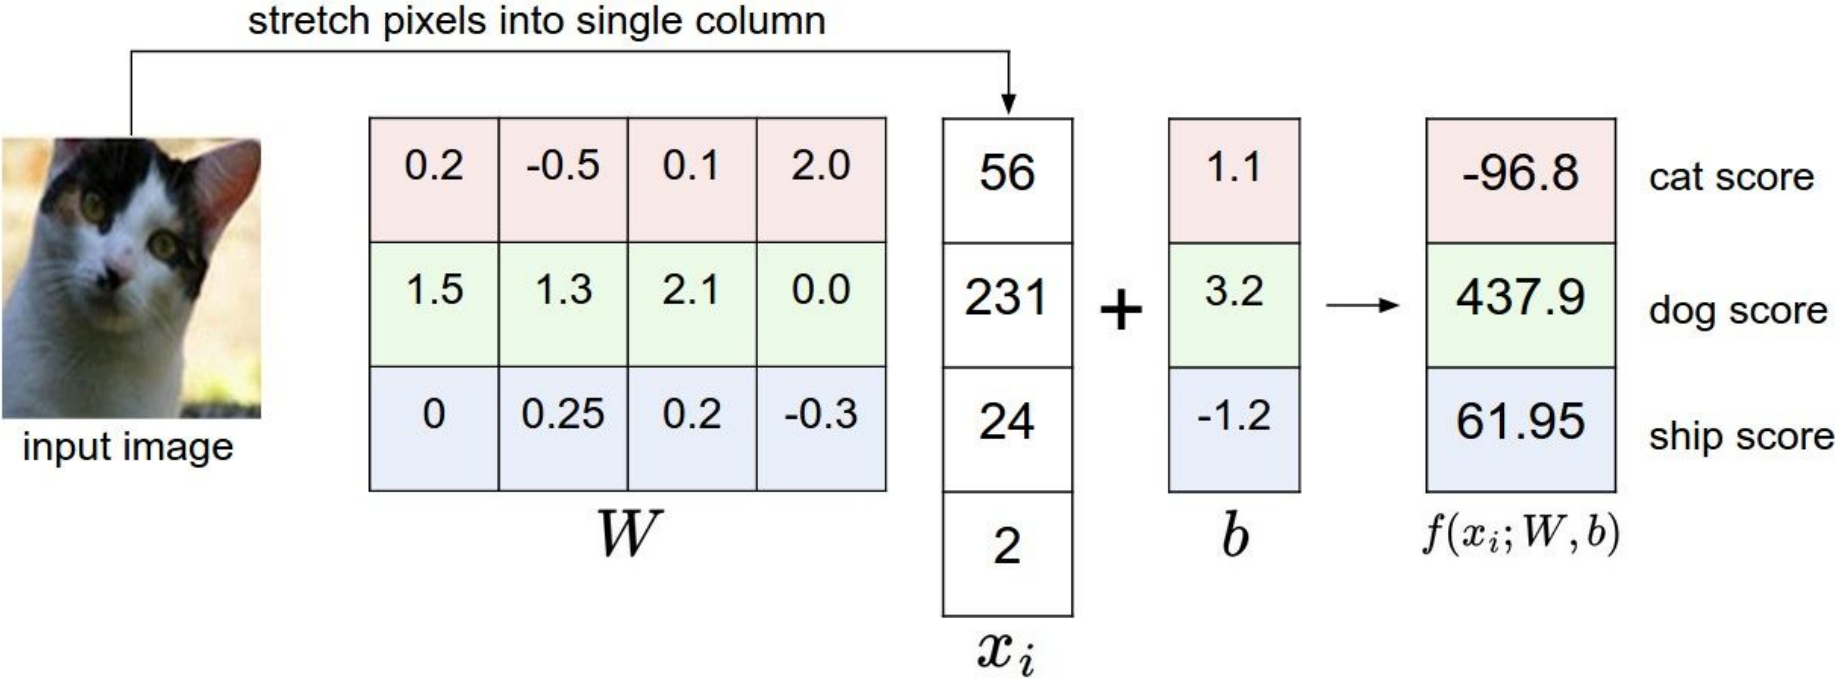 stretch pixels into single column
input image
0.2 -0.5 0.1 2.0
1.5 1.3 2.1 0.0
0 0.25 0.2 -0.3
W
56
231
24
2
x_i
+
1.1
3.2
-1.2
b
-96.8 cat score
437.9 dog score
61.95 ship score
f(x_i; W, b)